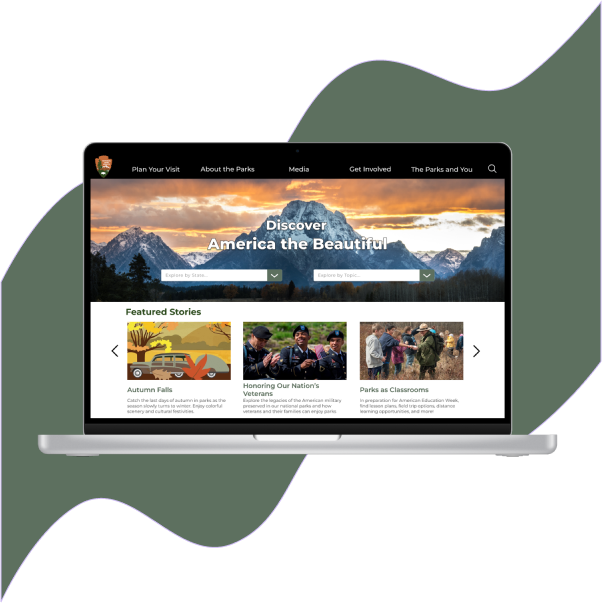 Plan Your Visit
About the Parks
Media
Get Involved
The Parks and You
Discover
America the Beautiful
Explore by State...
Explore by Topic...
Featured Stories
Autumn Falls
Catch the last days of autumn in parks as the
season slowly turns to winter. Enjoy colorful
scenery and cultural festivities.
Honoring Our Nation's
Veterans
Explore the legacies of the American military
preserved in our national parks and how
veterans and their families can enjoy parks
Parks as Classrooms
In preparation for American Education Week,
find lesson plans, field trip options, distance
learning opportunities, and more!